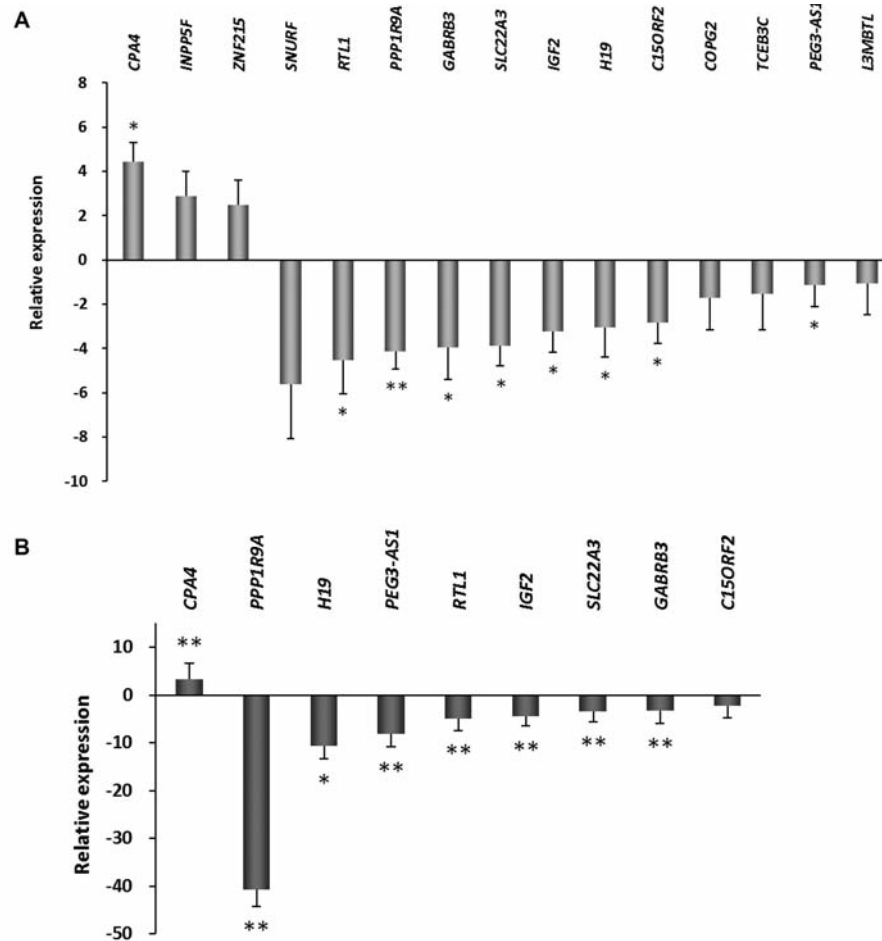 A
CPA4
INPP5F
ZNF215
SNURF
RTL1
PPP1R9A
GABRB3
SLC22A3
IGF2
H19
C15ORF2
COPG2
TCEB3C
PEG3-AS1
L3MBTL
Relative expression
8
6
4
2
0
-2
-4
-6
-8
-10
*
*
**
*
*
*
*
*
*
B
CPA4
PPP1R9A
H19
PEG3-AS1
RTL1
IGF2
SLC22A3
GABRB3
C15ORF2
Relative expression
10
0
-10
-20
-30
-40
-50
**
**
*
**
**
**
**
**